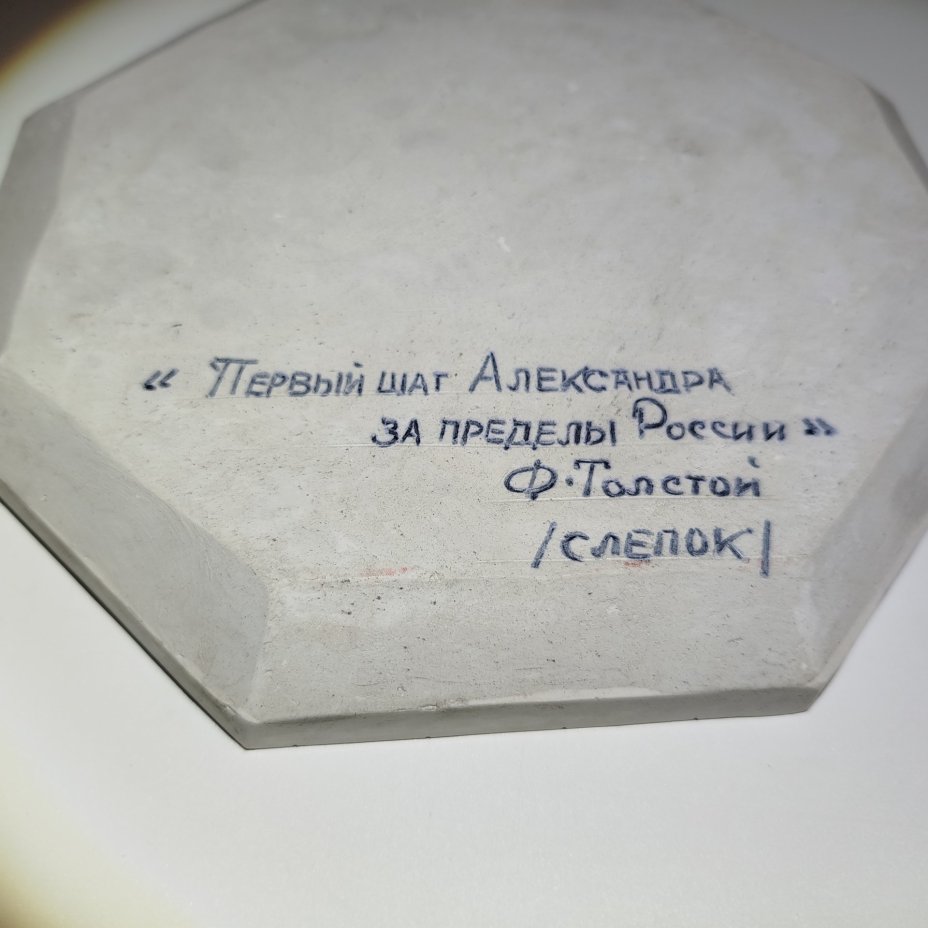 « Первый шаг Александра
за пределы России »
Ф. Толстой
/слепок/